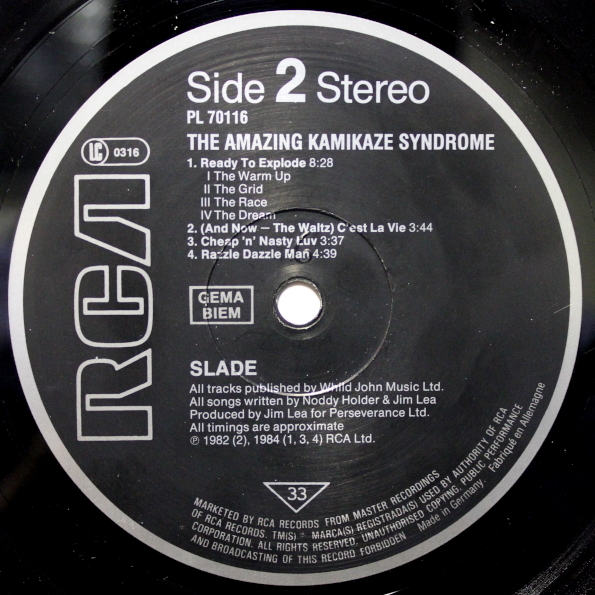 Side 2 Stereo
PL 70116
THE AMAZING KAMIKAZE SYNDROME
LC 0316
1. Ready To Explode 8:28
I The Warm Up
II The Grid
III The Race
IV The Dream
2. (And Now – The Waltz) C'est La Vie 3:44
3. Cheap 'n' Nasty Luv 3:37
4. Razzle Dazzle Man 4:39
RCA
GEMA
BIEM
SLADE
All tracks published by Whild John Music Ltd.
All songs written by Noddy Holder & Jim Lea
Produced by Jim Lea for Perseverance Ltd.
All timings are approximate
℗ 1982 (2), 1984 (1, 3, 4) RCA Ltd.
33
MARKETED BY RCA RECORDS FROM MASTER RECORDINGS
OF RCA RECORDS. TM(S) ® MARCA(S) REGISTRADA(S) USED BY AUTHORITY OF RCA
CORPORATION. ALL RIGHTS RESERVED. UNAUTHORISED COPYING, PUBLIC PERFORMANCE
AND BROADCASTING OF THIS RECORD FORBIDDEN Made in Germany. Fabriqué en Allemagne